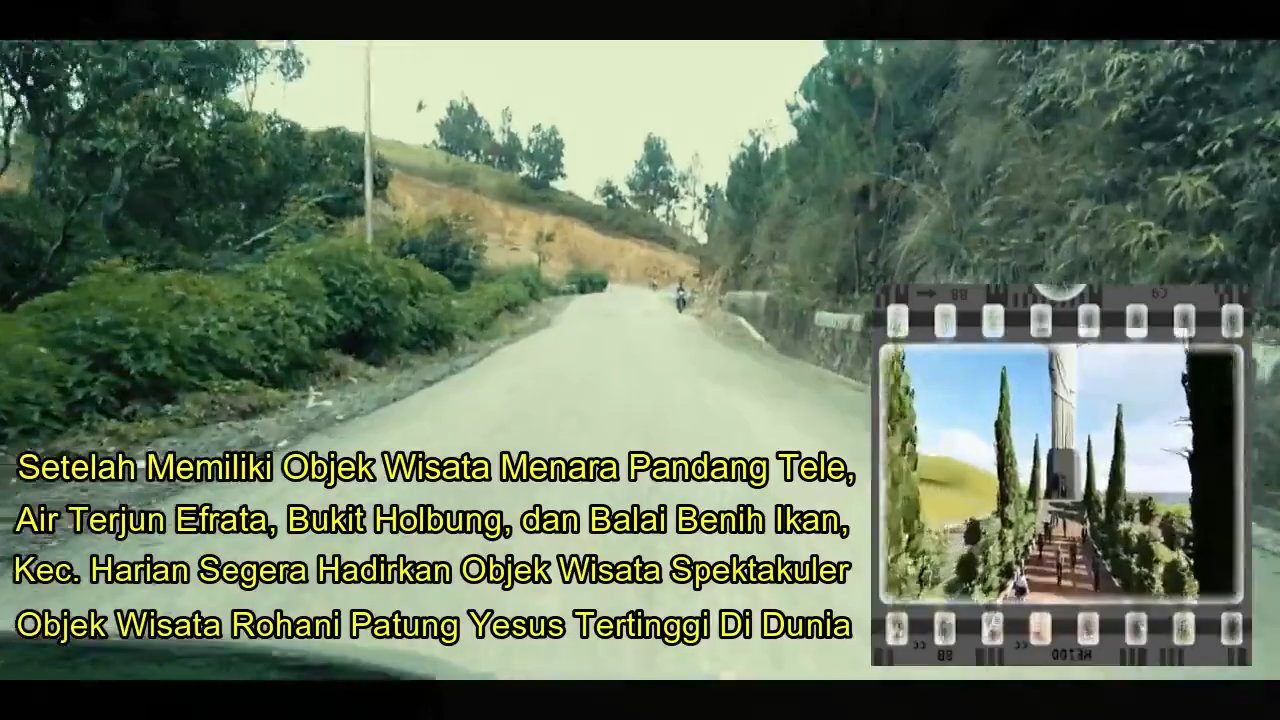 Setelah Memiliki Objek Wisata Menara Pandang Tele,
Air Terjun Efrata, Bukit Holbung, dan Balai Benih Ikan,
Kec. Harian Segera Hadirkan Objek Wisata Spektakuler
Objek Wisata Rohani Patung Yesus Tertinggi Di Dunia